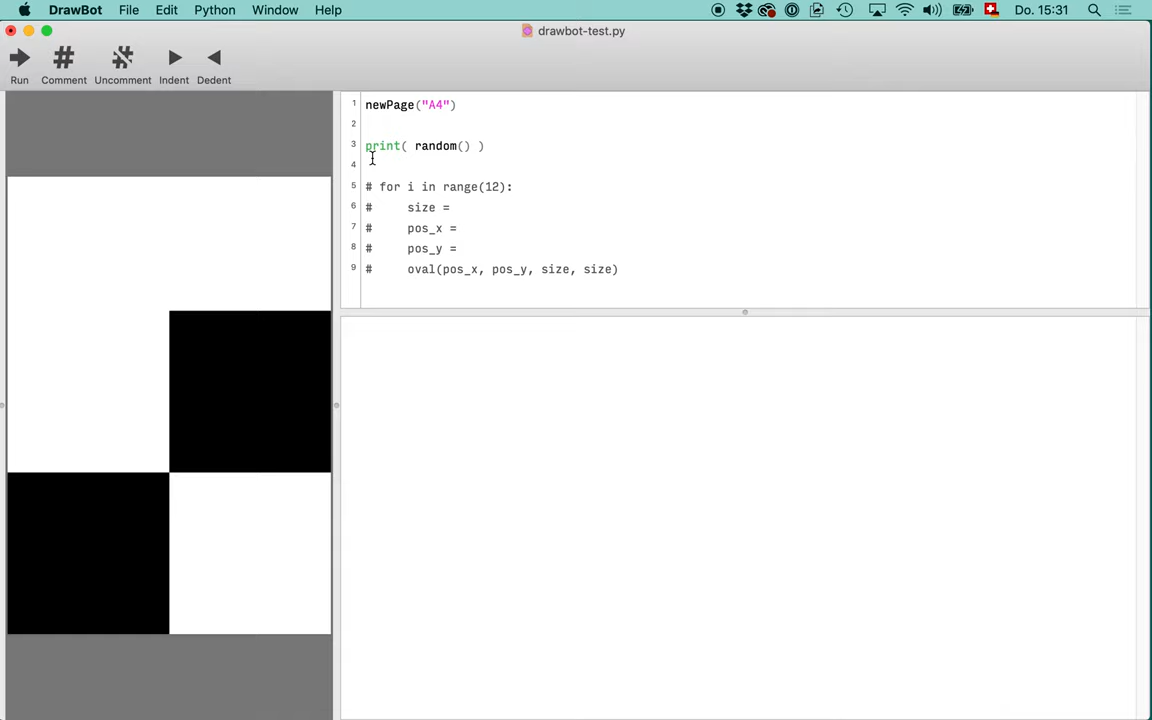 DrawBot File Edit Python Window Help Do. 15:31
drawbot-test.py
Run Comment Uncomment Indent Dedent
1 newPage("A4")
2
3 print( random() )
4
5 # for i in range(12):
6 #     size =
7 #     pos_x =
8 #     pos_y =
9 #     oval(pos_x, pos_y, size, size)